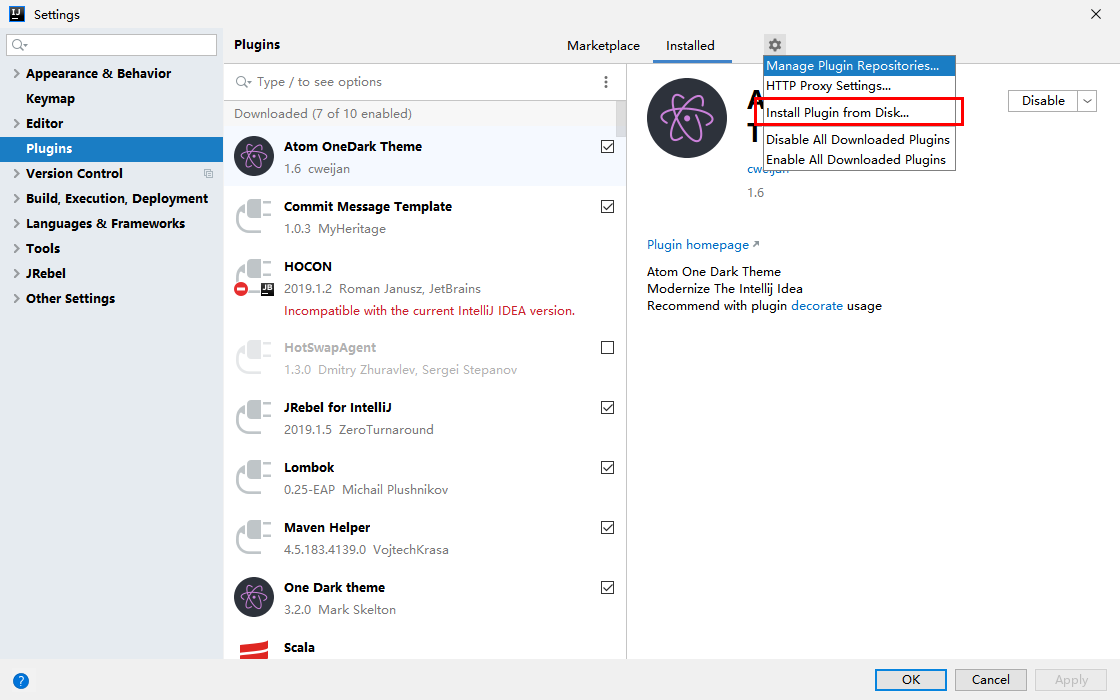 Settings
Plugins
Marketplace
Installed
Appearance & Behavior
Keymap
Editor
Plugins
Version Control
Build, Execution, Deployment
Languages & Frameworks
Tools
JRebel
Other Settings
Type / to see options
Downloaded (7 of 10 enabled)
Atom OneDark Theme
1.6 cweijan
Commit Message Template
1.0.3 MyHeritage
HOCON
2019.1.2 Roman Janusz, JetBrains
Incompatible with the current IntelliJ IDEA version.
HotSwapAgent
1.3.0 Dmitry Zhuravlev, Sergei Stepanov
JRebel for IntelliJ
2019.1.5 ZeroTurnaround
Lombok
0.25-EAP Michail Plushnikov
Maven Helper
4.5.183.4139.0 VojtechKrasa
One Dark theme
3.2.0 Mark Skelton
Scala
Manage Plugin Repositories...
HTTP Proxy Settings...
Install Plugin from Disk...
Disable All Downloaded Plugins
Enable All Downloaded Plugins
Disable
cweijan
1.6
Plugin homepage
Atom One Dark Theme
Modernize The Intellij Idea
Recommend with plugin decorate usage
OK
Cancel
Apply